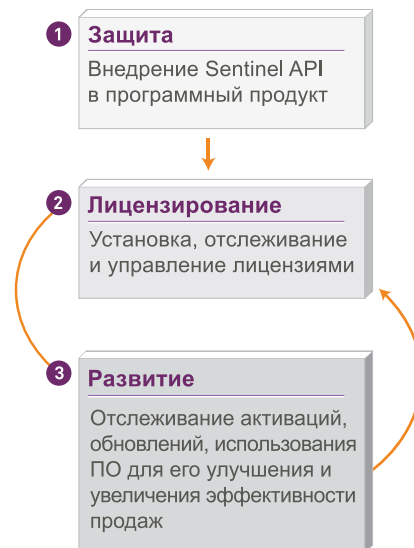 1 Защита
Внедрение Sentinel API
в программный продукт
2 Лицензирование
Установка, отслеживание
и управление лицензиями
3 Развитие
Отслеживание активаций,
обновлений, использования
ПО для его улучшения и
увеличения эффективности
продаж